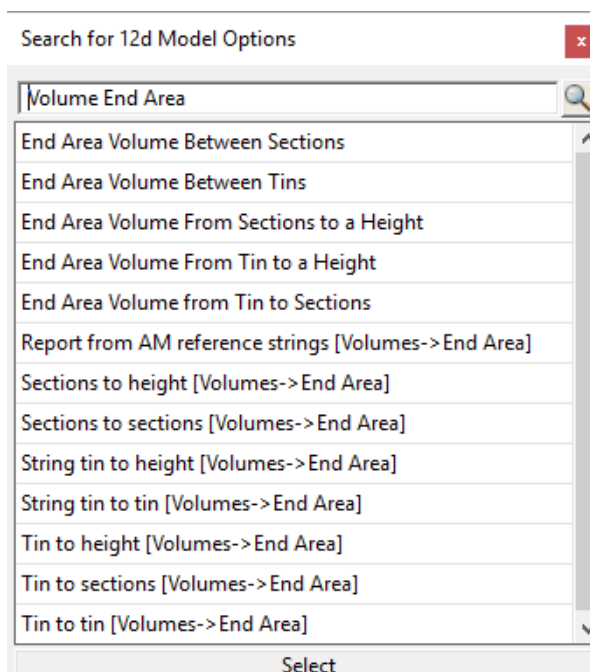 Search for 12d Model Options
x
Volume End Area
End Area Volume Between Sections
End Area Volume Between Tins
End Area Volume From Sections to a Height
End Area Volume From Tin to a Height
End Area Volume from Tin to Sections
Report from AM reference strings [Volumes->End Area]
Sections to height [Volumes->End Area]
Sections to sections [Volumes->End Area]
String tin to height [Volumes->End Area]
String tin to tin [Volumes->End Area]
Tin to height [Volumes->End Area]
Tin to sections [Volumes->End Area]
Tin to tin [Volumes->End Area]
Select